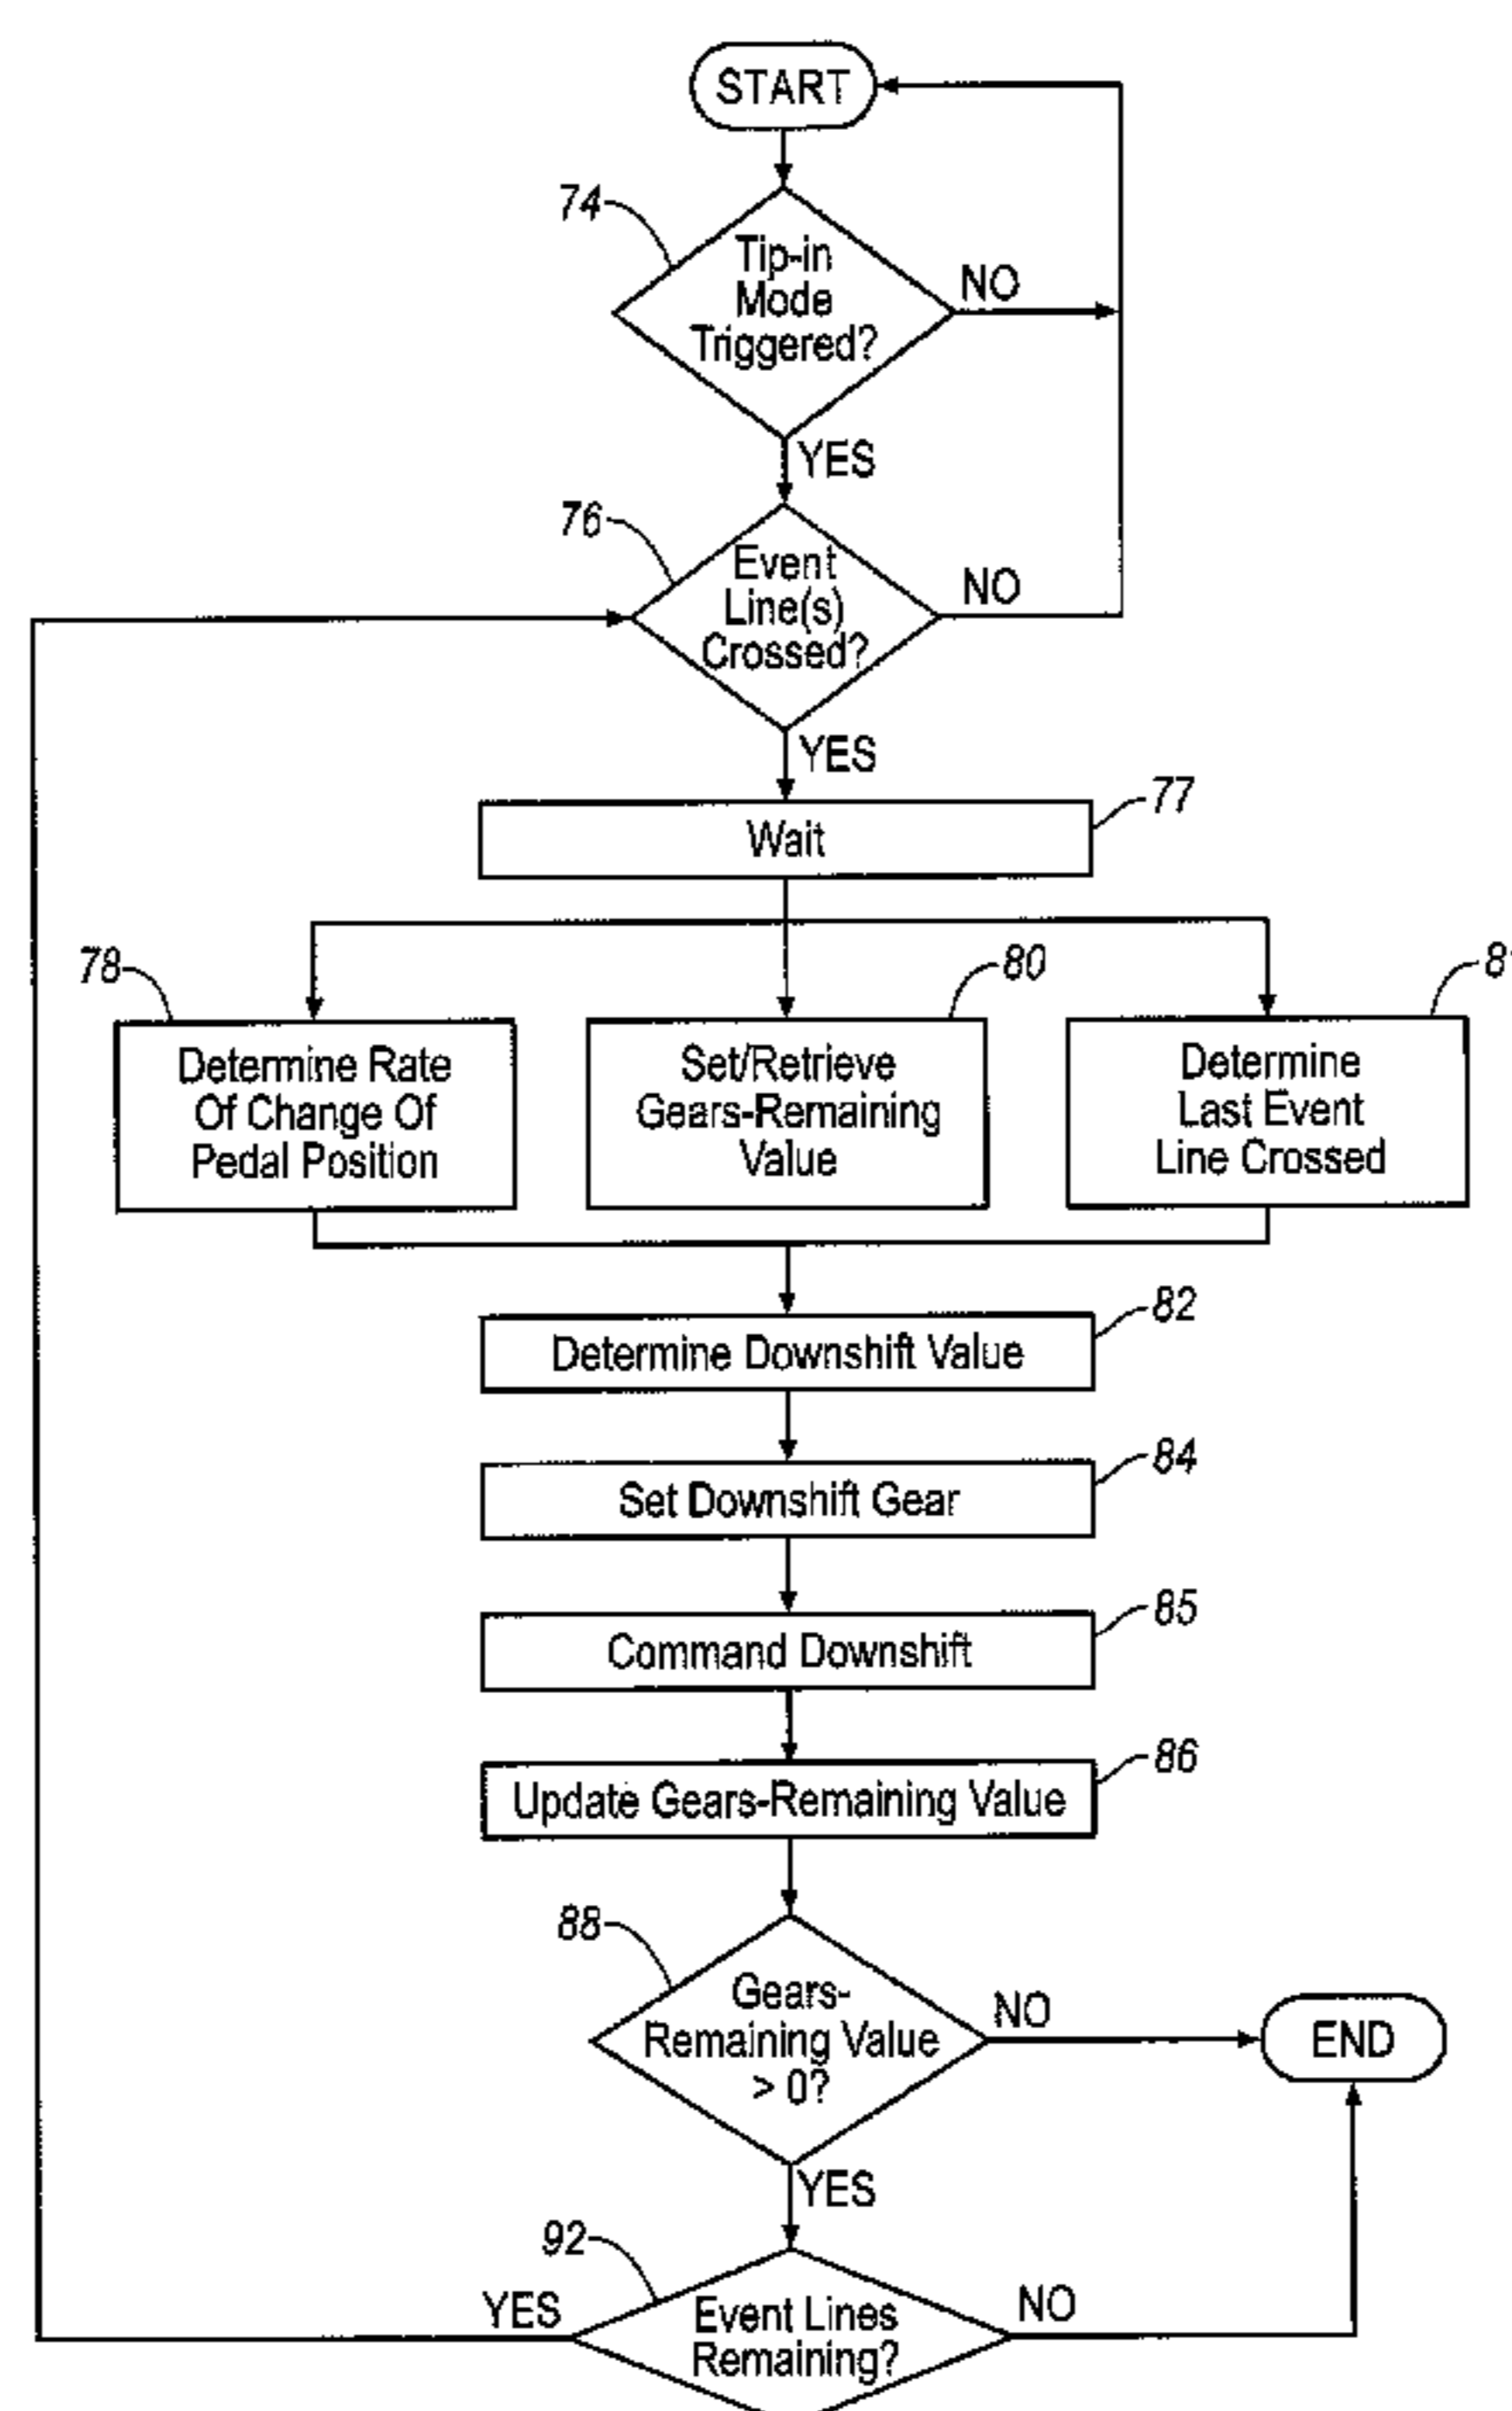 START
74
Tip-in
Mode
Triggered?
NO
YES
76
Event
Line(s)
Crossed?
NO
YES
77
Wait
78
80
Determine Rate
Of Change Of
Pedal Position
Set/Retrieve
Gears-Remaining
Value
Determine
Last Event
Line Crossed
82
Determine Downshift Value
84
Set Downshift Gear
85
Command Downshift
86
Update Gears-Remaining Value
88
Gears-
Remaining Value
> 0?
NO
END
YES
92
YES
Event Lines
Remaining?
NO